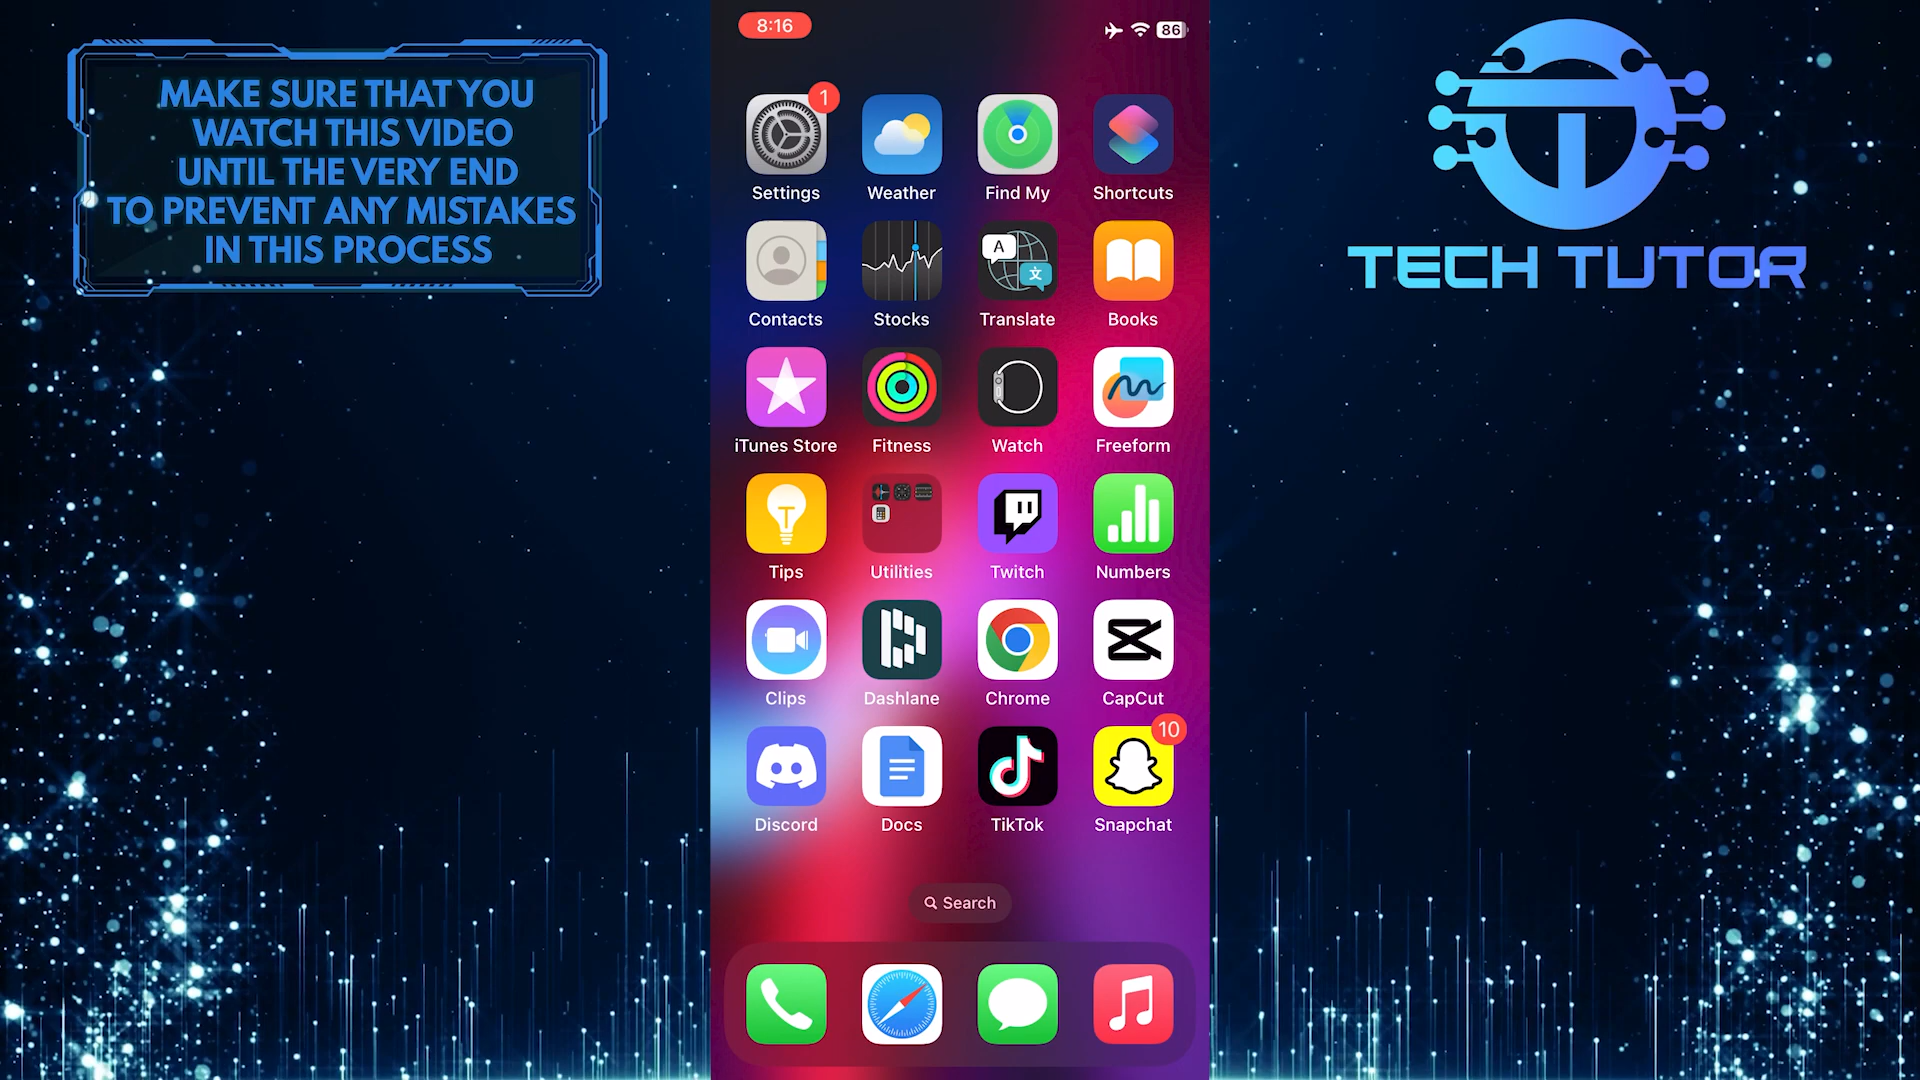 MAKE SURE THAT YOU
WATCH THIS VIDEO
UNTIL THE VERY END
TO PREVENT ANY MISTAKES
IN THIS PROCESS
8:16
86
1
Settings
Weather
Find My
Shortcuts
A
文
Contacts
Stocks
Translate
Books
iTunes Store
Fitness
Watch
Freeform
Tips
Utilities
Twitch
Numbers
Clips
Dashlane
Chrome
CapCut
10
Discord
Docs
TikTok
Snapchat
Search
TECH TUTOR